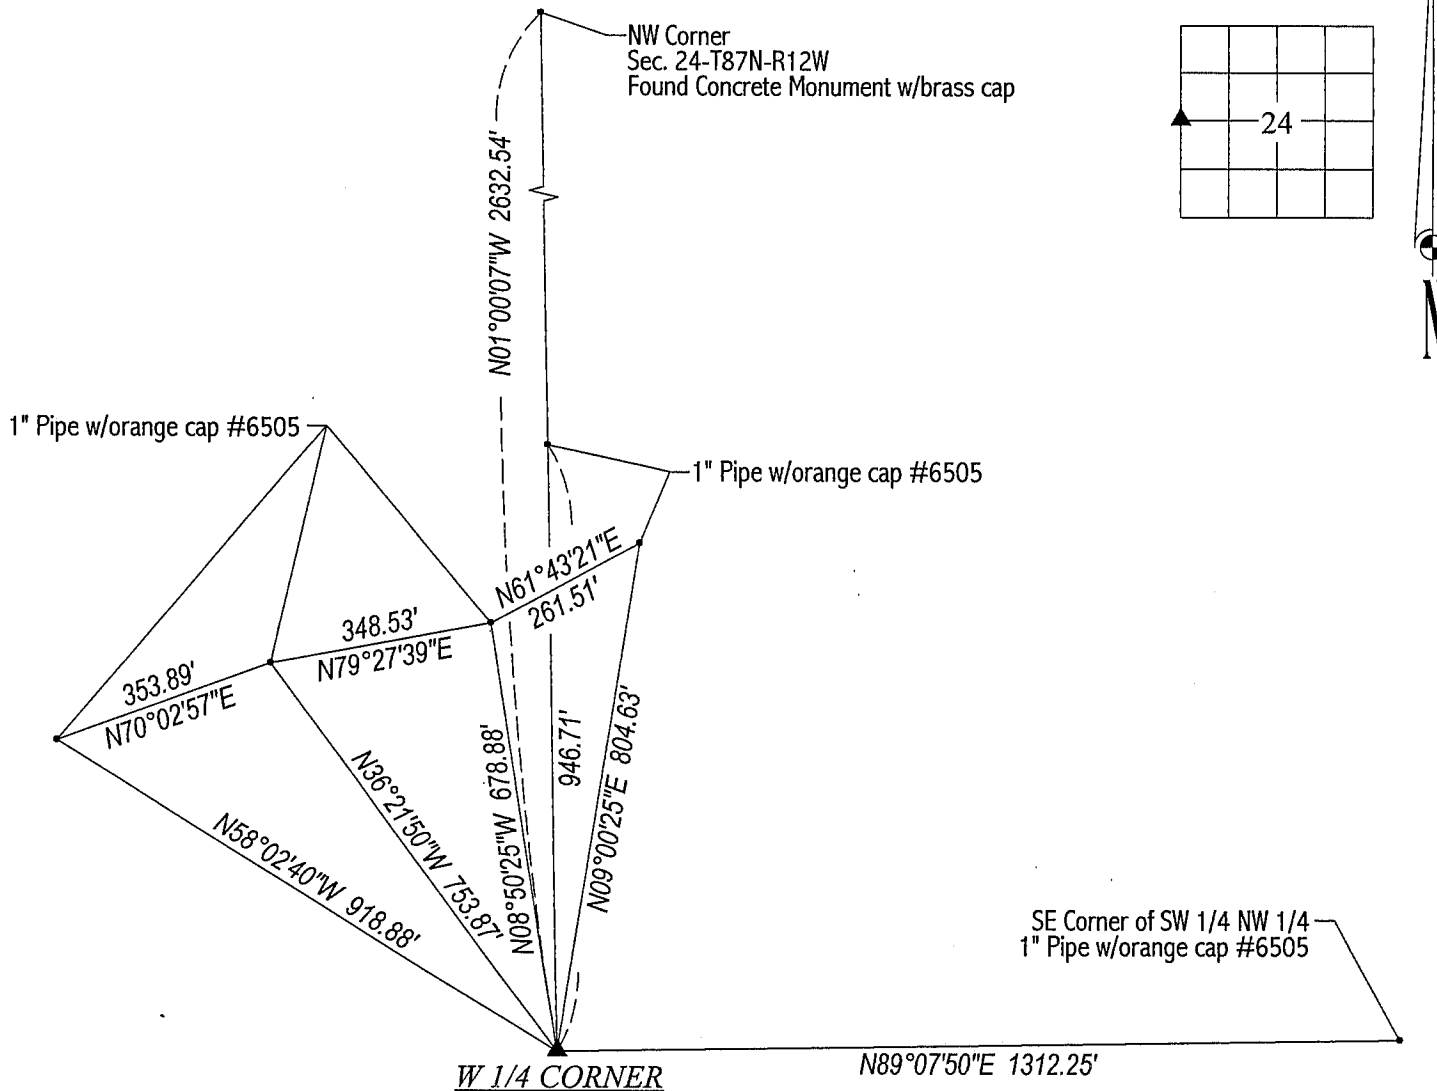 NW Corner
Sec. 24-T87N-R12W
Found Concrete Monument w/brass cap
24
N01°00'07"W 2632.54'
1" Pipe w/orange cap #6505
1" Pipe w/orange cap #6505
N61°43'21"E
261.51'
348.53'
N79°27'39"E
353.89'
N70°02'57"E
N58°02'40"W 918.88'
N36°21'50"W 753.87'
N08°50'25"W 678.88'
946.71'
N09°00'25"E 804.63'
SE Corner of SW 1/4 NW 1/4
1" Pipe w/orange cap #6505
N89°07'50"E 1312.25'
W 1/4 CORNER